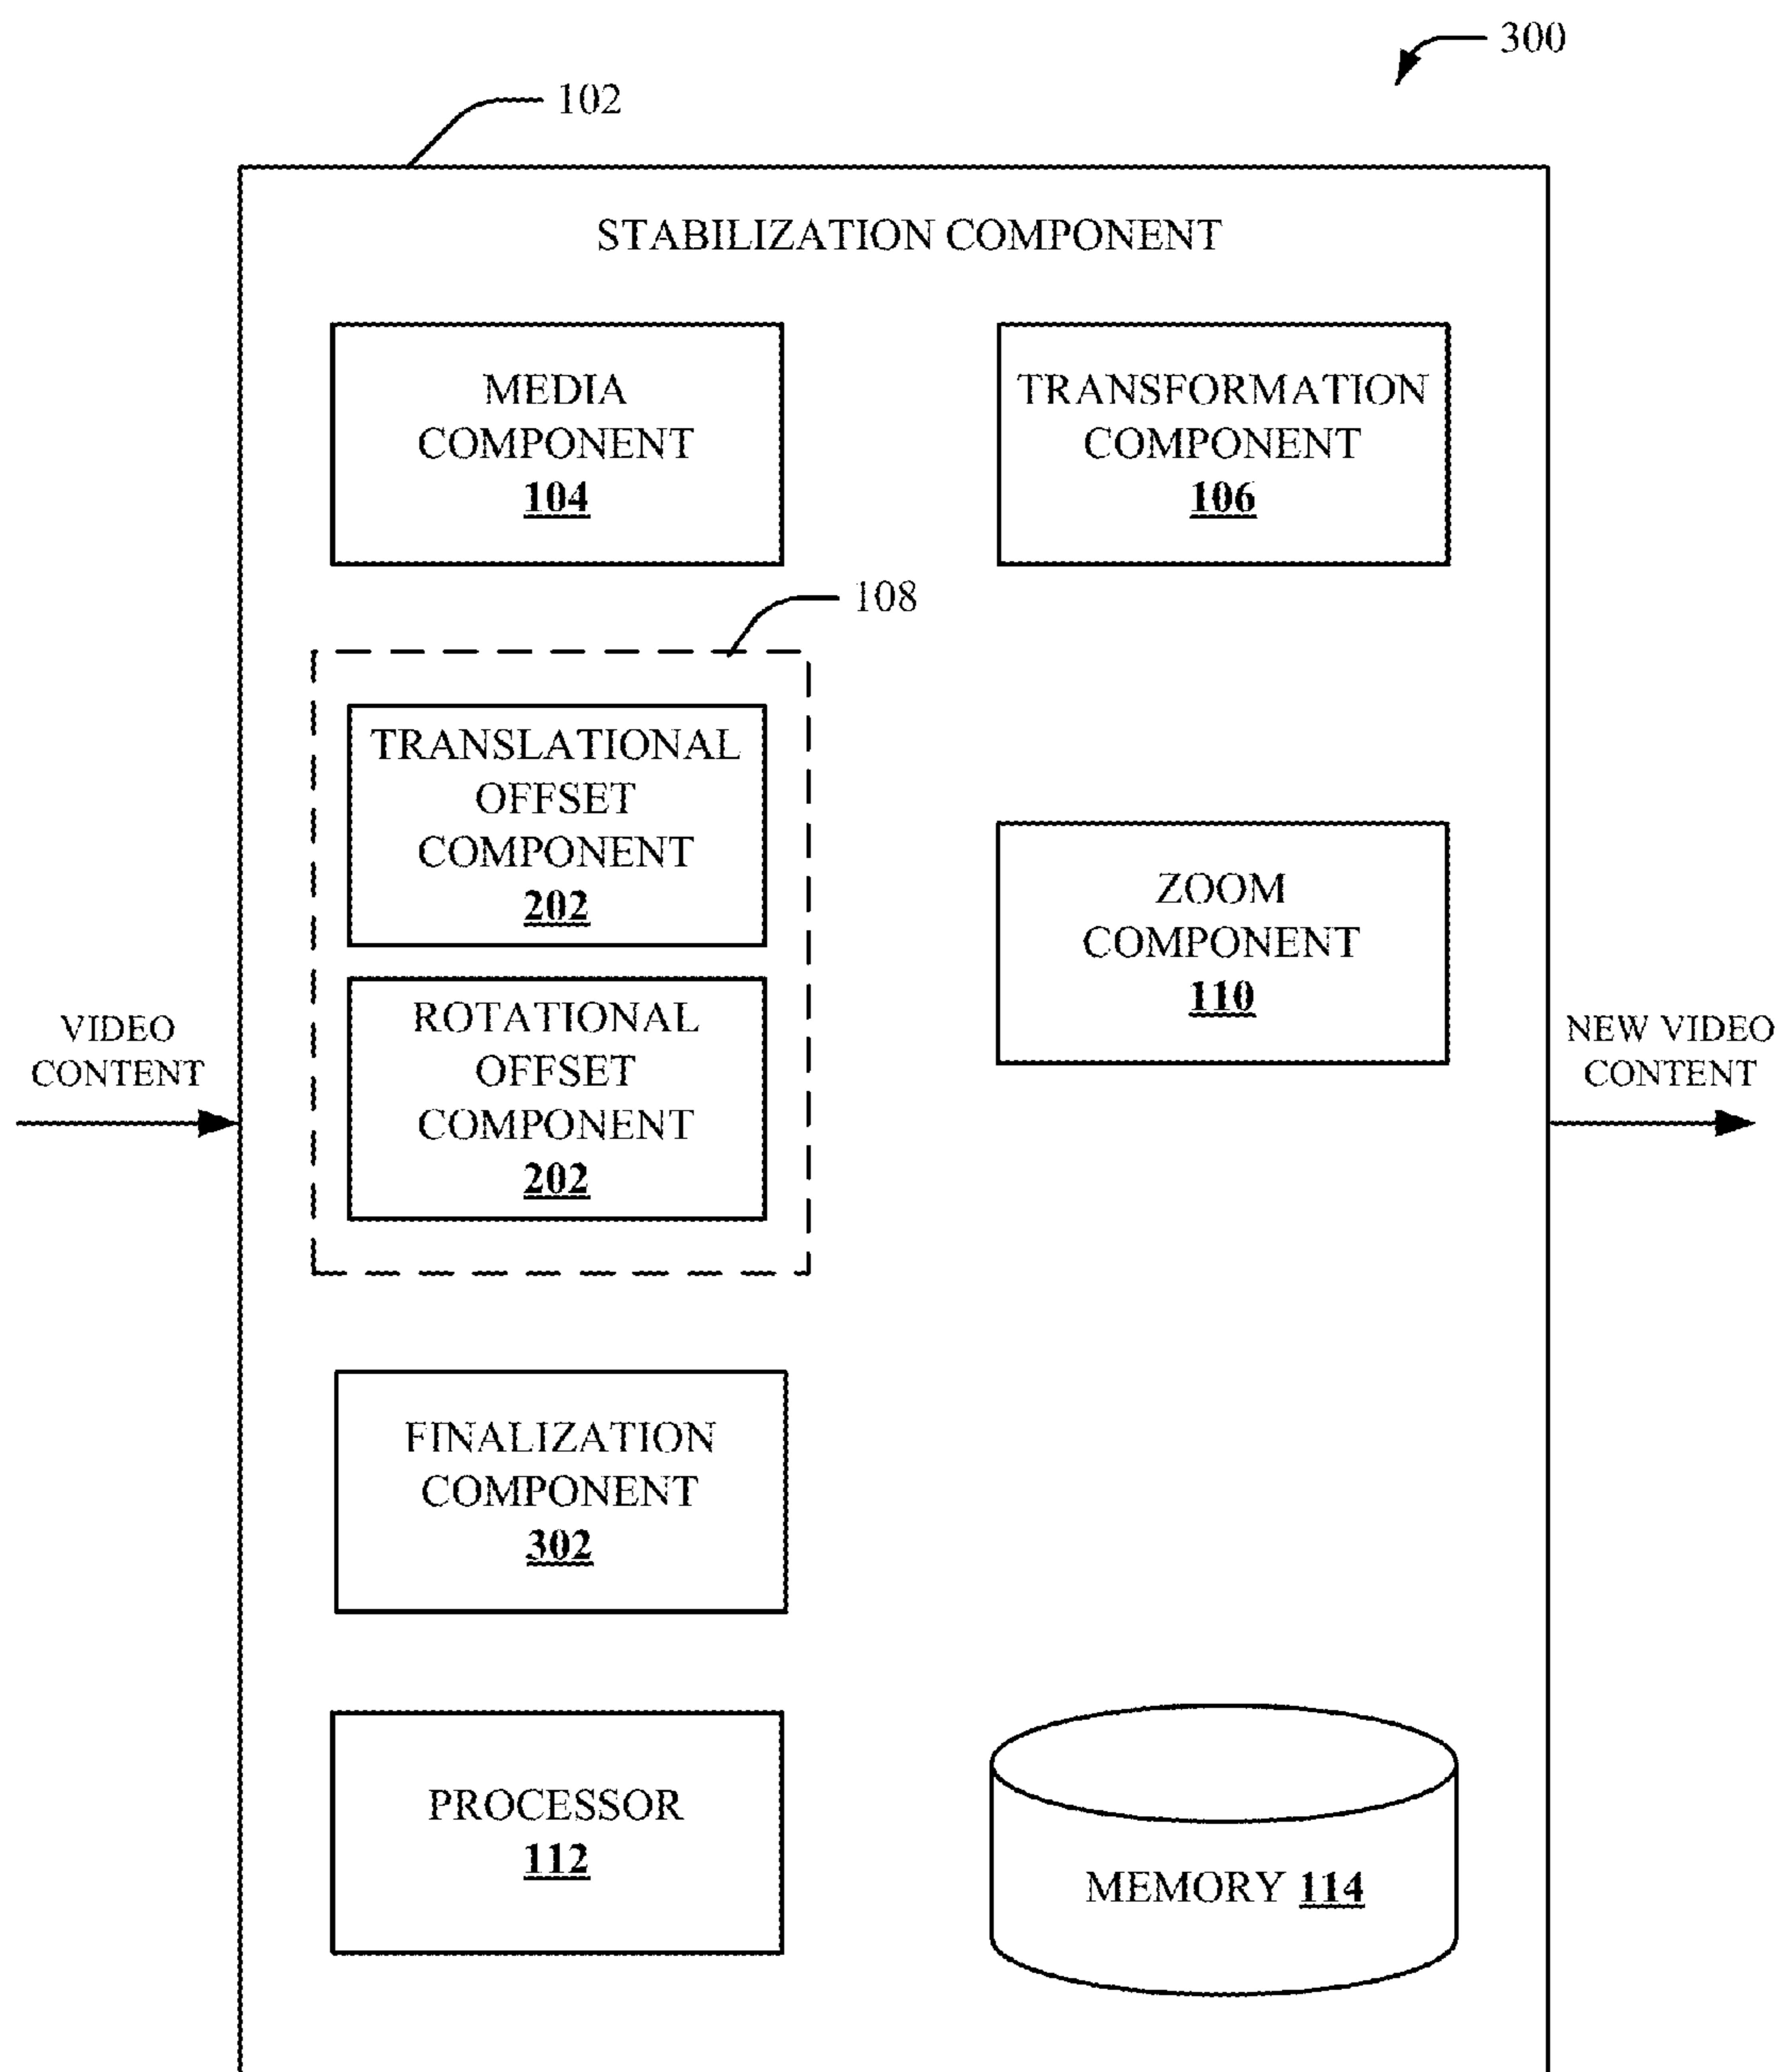 300
102
STABILIZATION COMPONENT
MEDIA
COMPONENT
104
TRANSFORMATION
COMPONENT
106
108
TRANSLATIONAL
OFFSET
COMPONENT
202
ROTATIONAL
OFFSET
COMPONENT
202
ZOOM
COMPONENT
110
VIDEO
CONTENT
NEW VIDEO
CONTENT
FINALIZATION
COMPONENT
302
PROCESSOR
112
MEMORY 114